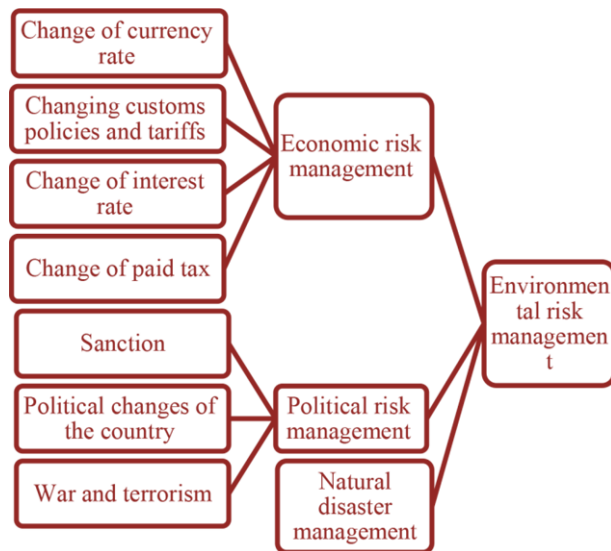 Change of currency
rate
Changing customs
policies and tariffs
Change of interest
rate
Change of paid tax
Sanction
Political changes of
the country
War and terrorism
Economic risk
management
Political risk
management
Natural
disaster
management
Environmen
tal risk
managemen
t